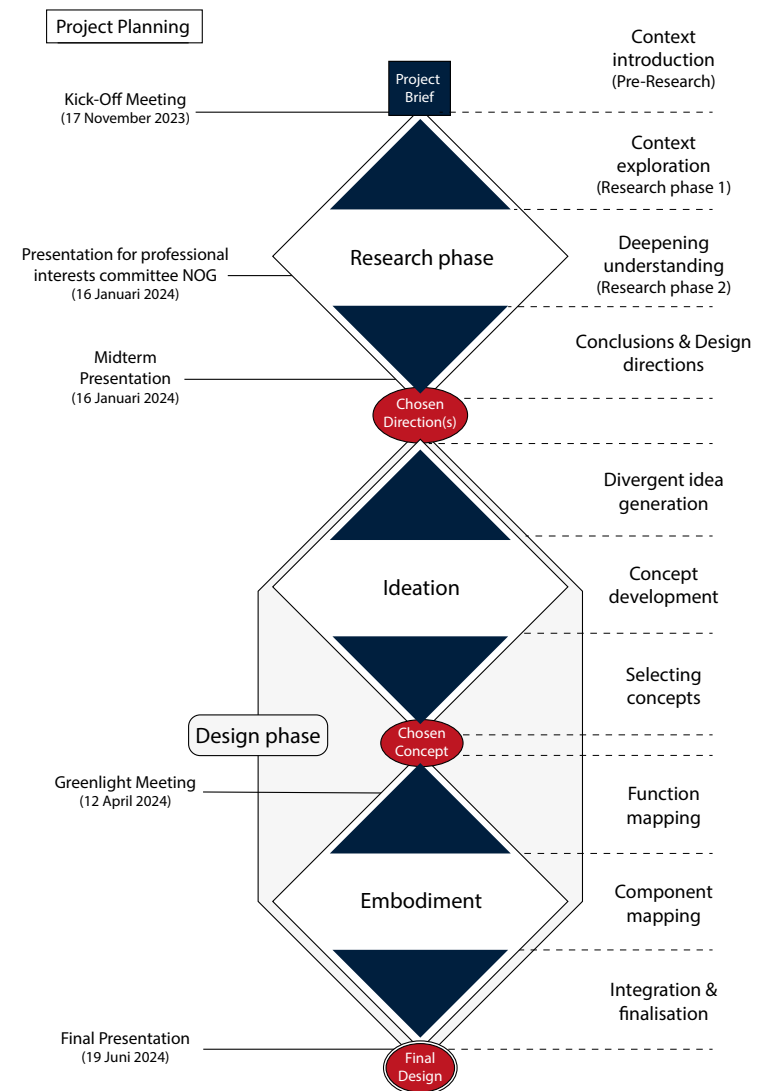 Project Planning
Context
introduction
(Pre-Research)
Project
Brief
Kick-Off Meeting
(17 November 2023)
Context
exploration
(Research phase 1)
Presentation for professional
interests committee NOG
(16 Januari 2024)
Research phase
Deepening
understanding
(Research phase 2)
Conclusions & Design
directions
Midterm
Presentation
(16 Januari 2024)
Chosen
Direction(s)
Divergent idea
generation
Ideation
Concept
development
Selecting
concepts
Design phase
Chosen
Concept
Greenlight Meeting
(12 April 2024)
Function
mapping
Embodiment
Component
mapping
Integration &
finalisation
Final Presentation
(19 Juni 2024)
Final
Design